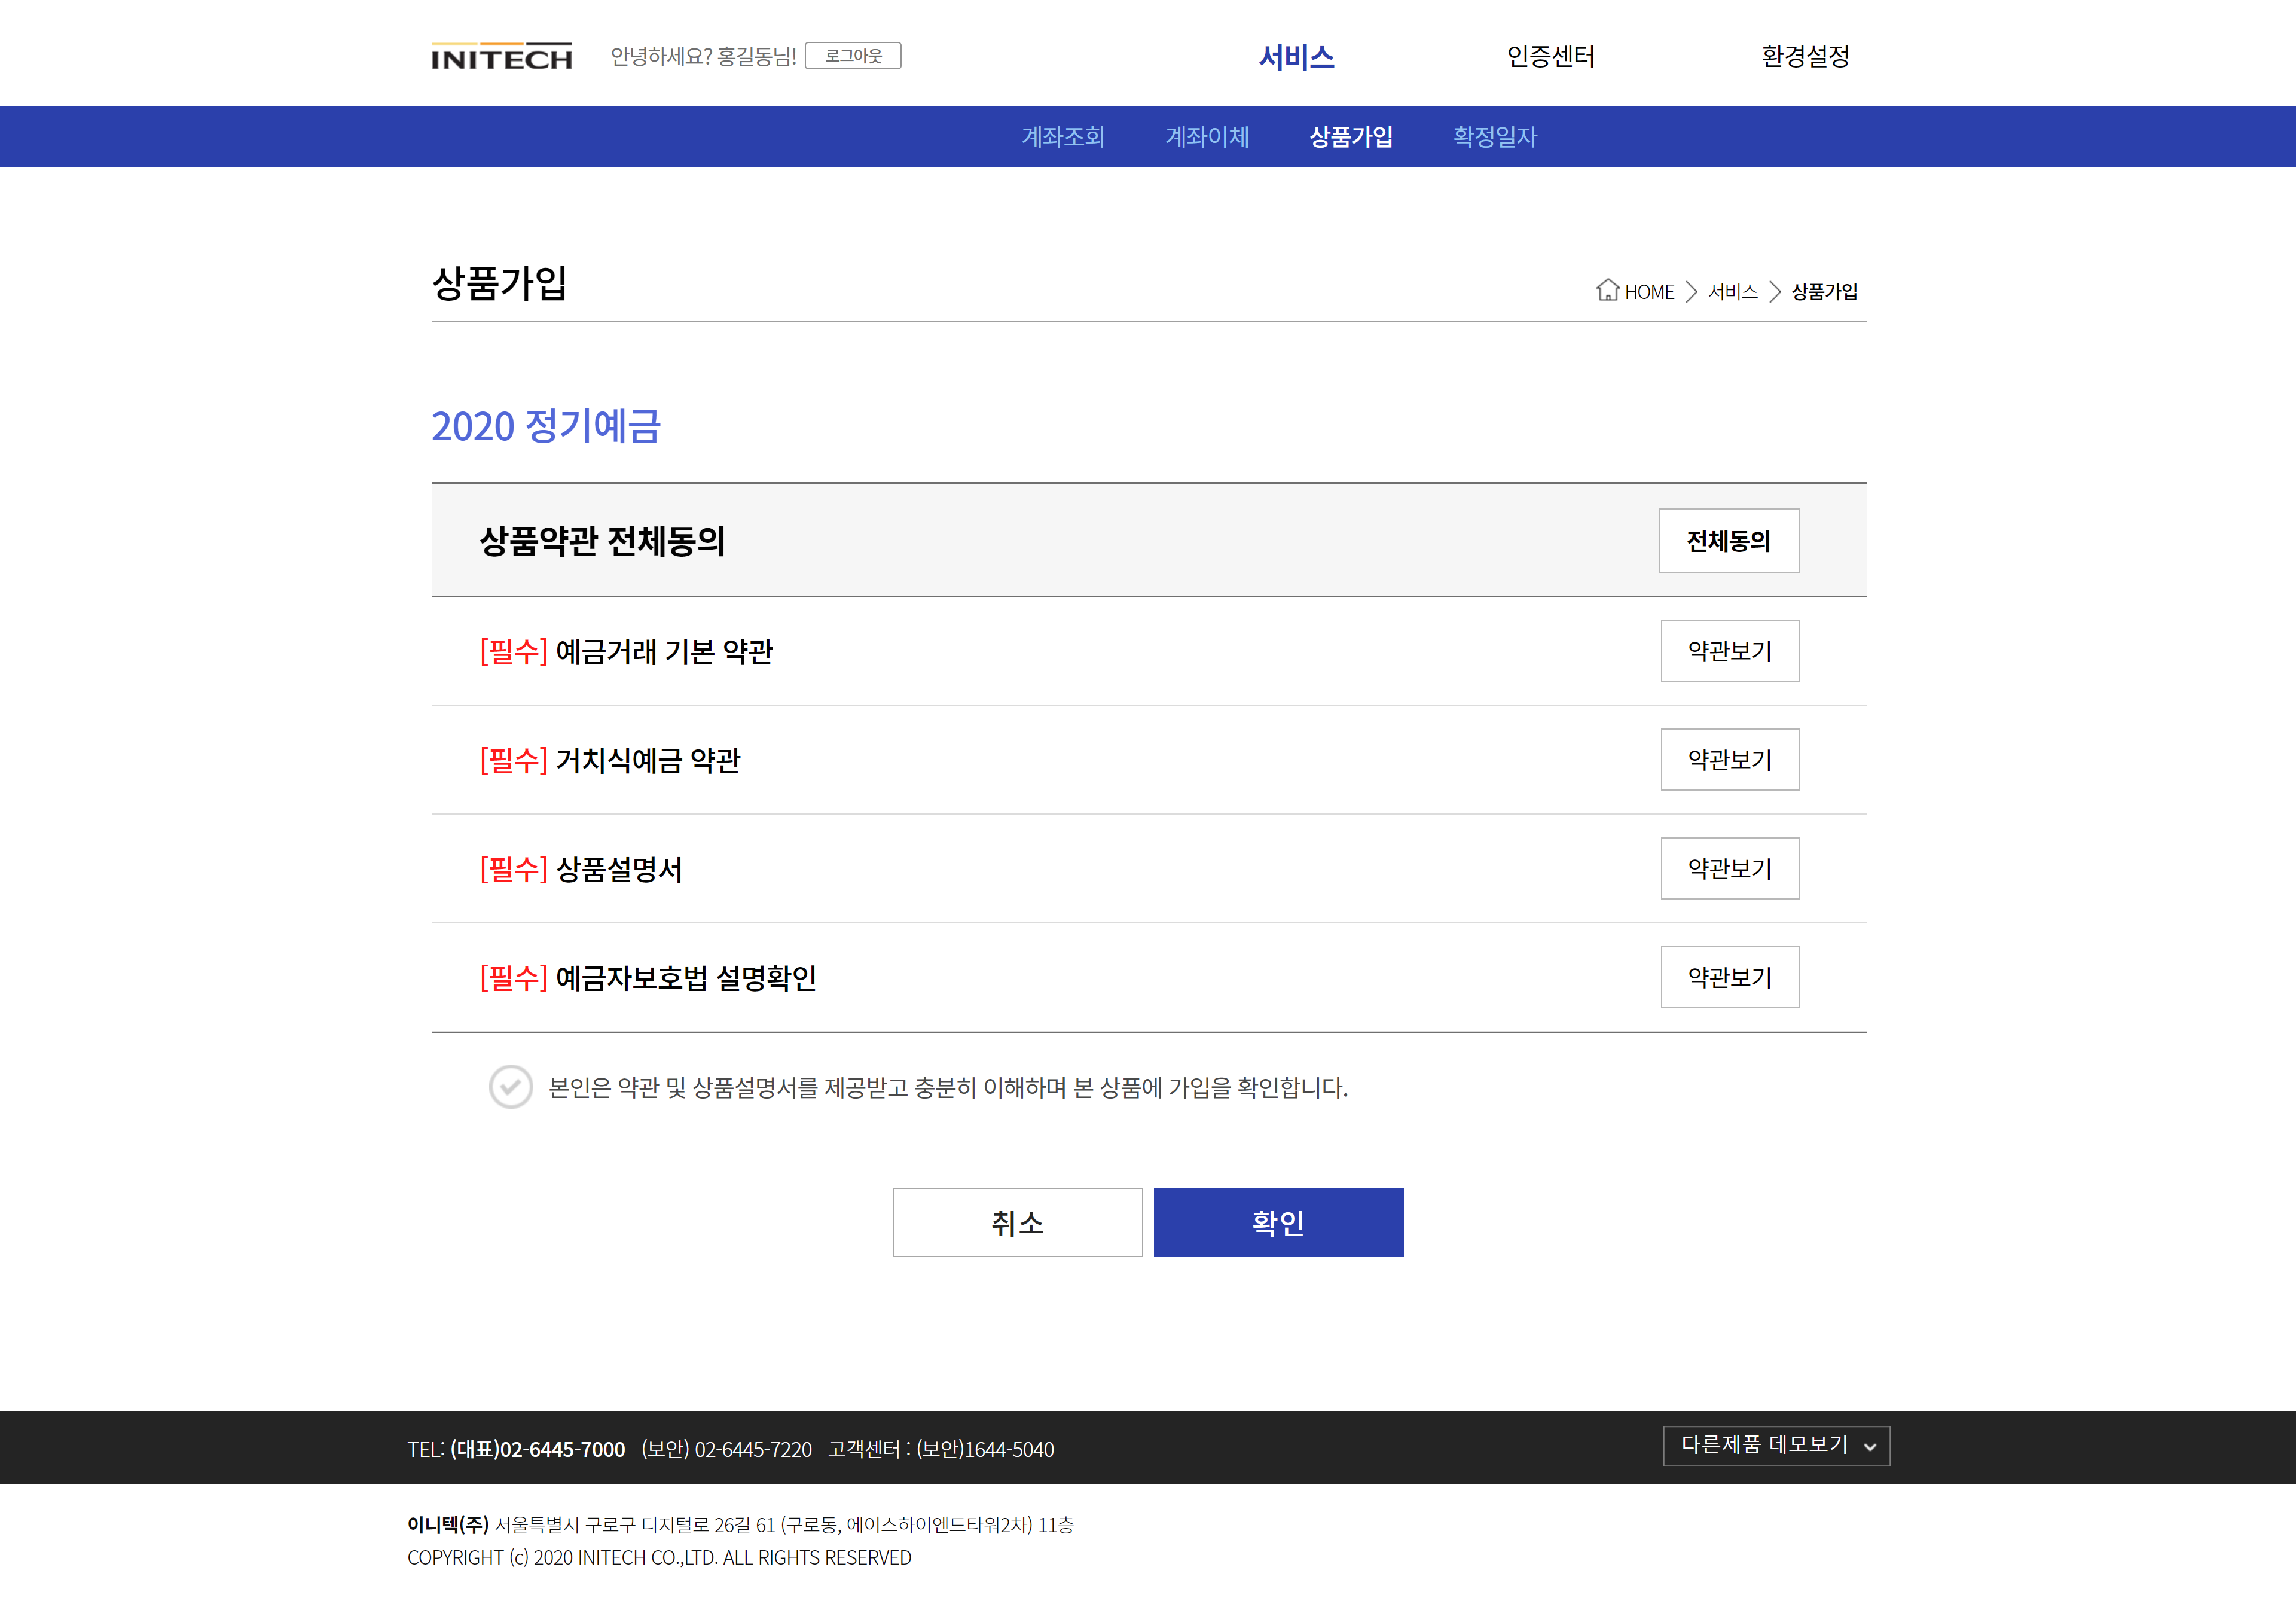 INITECH 안녕하세요? 홍길동님! 로그아웃 서비스 인증센터 환경설정
계좌조회 계좌이체 상품가입 확정일자
상품가입 HOME 서비스 상품가입
2020 정기예금
상품약관 전체동의 전체동의
[필수] 예금거래 기본 약관 약관보기
[필수] 거치식예금 약관 약관보기
[필수] 상품설명서 약관보기
[필수] 예금자보호법 설명확인 약관보기
본인은 약관 및 상품설명서를 제공받고 충분히 이해하며 본 상품에 가입을 확인합니다.
취소 확인
TEL: (대표)02-6445-7000 (보안) 02-6445-7220 고객센터 : (보안)1644-5040 다른제품 데모보기
이니텍(주) 서울특별시 구로구 디지털로 26길 61 (구로동, 에이스하이엔드타워2차) 11층
COPYRIGHT (c) 2020 INITECH CO.,LTD. ALL RIGHTS RESERVED